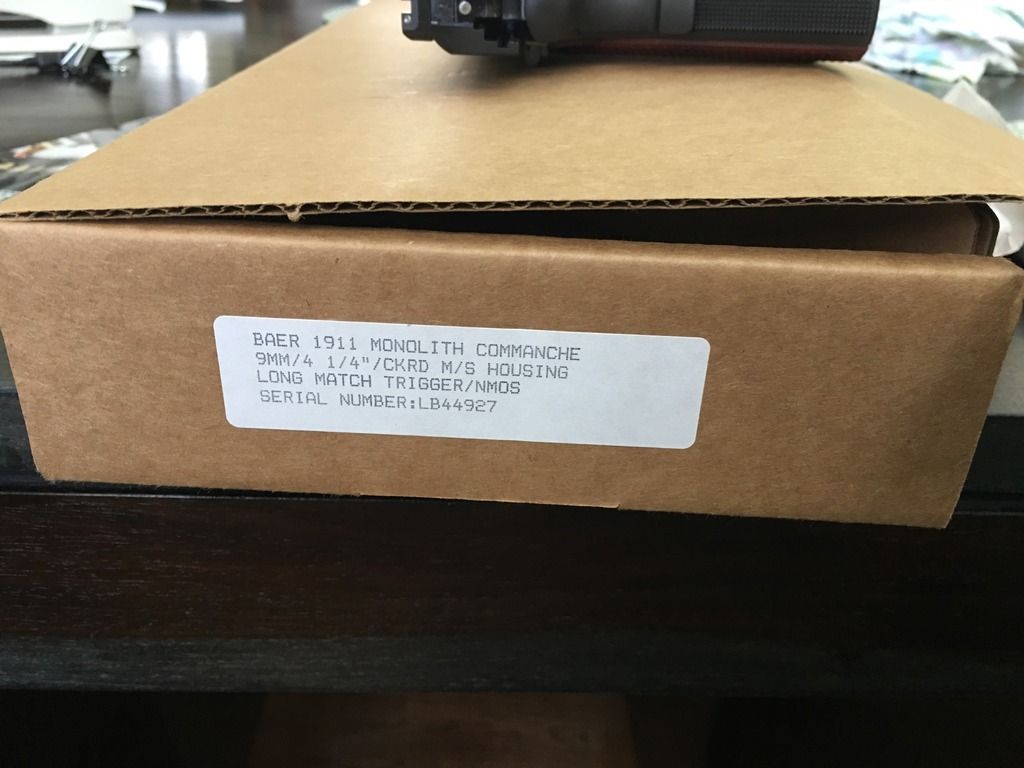 BAER 1911 MONOLITH COMMANCHE
9MM/4 1/4"/CKRD M/S HOUSING
LONG MATCH TRIGGER/NMOS
SERIAL NUMBER:LB44927